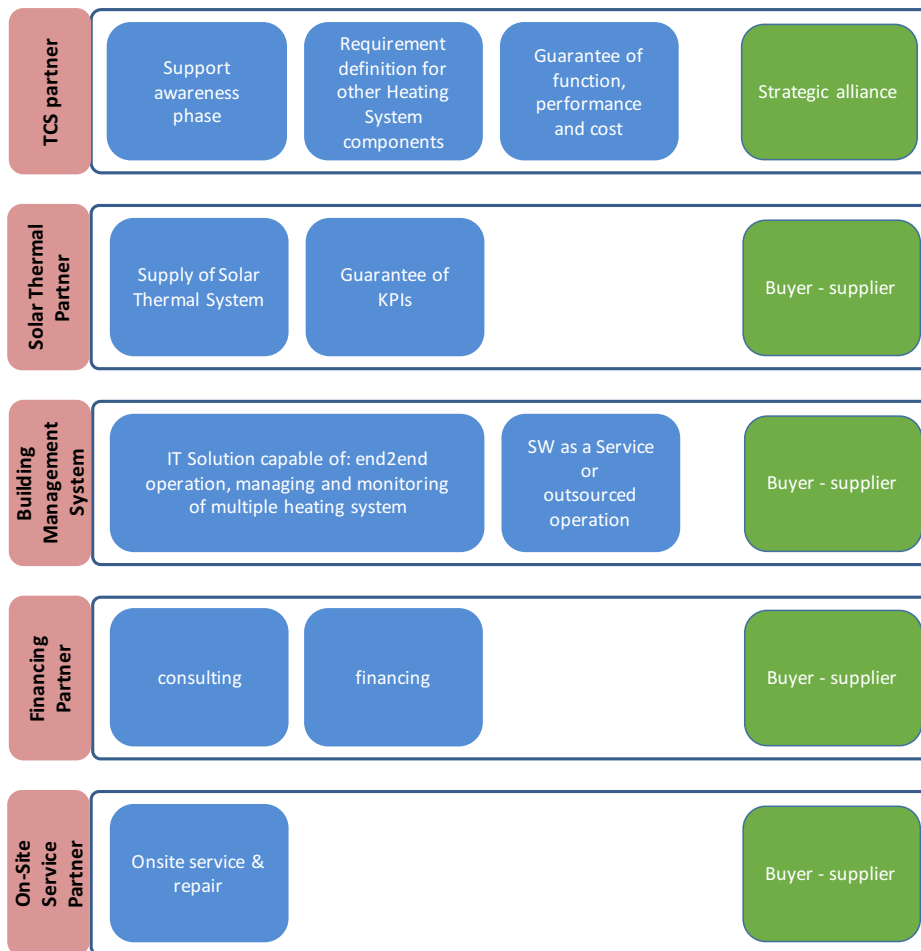 TCS partner
Support
awareness
phase
Requirement
definition for
other Heating
System
components
Guarantee of
function,
performance
and cost
Strategic alliance
Solar Thermal
Partner
Supply of Solar
Thermal System
Guarantee of
KPIs
Buyer - supplier
Building
Management
System
IT Solution capable of: end2end
operation, managing and monitoring
of multiple heating system
SW as a Service
or
outsourced
operation
Buyer - supplier
Financing
Partner
consulting
financing
Buyer - supplier
On-Site
Service
Partner
Onsite service &
repair
Buyer - supplier